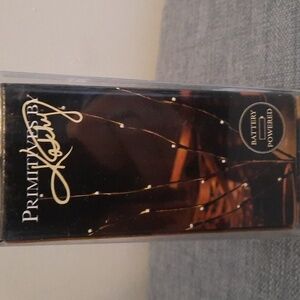 PRIMITIVES BY
Kathy.
BATTERY
POWERED